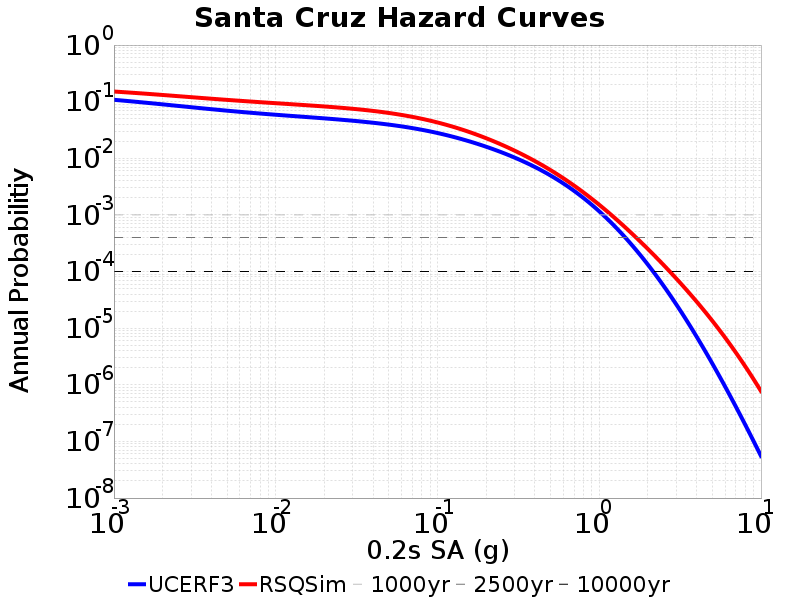 Santa Cruz Hazard Curves
Annual Probabilitiy
10^0
10^-1
10^-2
10^-3
10^-4
10^-5
10^-6
10^-7
10^-8
10^-3 10^-2 10^-1 10^0 10^1
0.2s SA (g)
UCERF3 RSQSim 1000yr 2500yr 10000yr